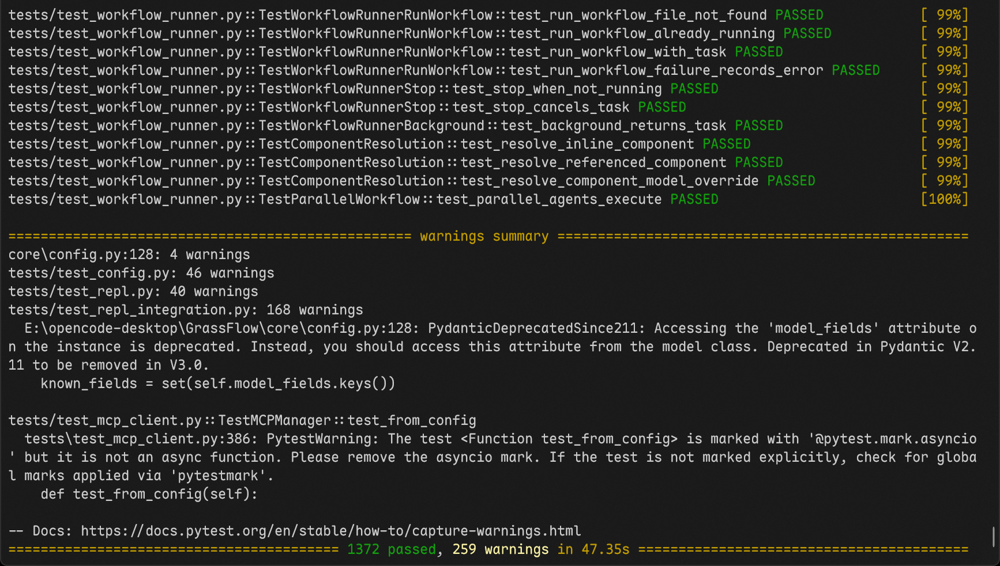 tests/test_workflow_runner.py::TestWorkflowRunnerRunWorkflow::test_run_workflow_file_not_found PASSED [ 99%]
tests/test_workflow_runner.py::TestWorkflowRunnerRunWorkflow::test_run_workflow_already_running PASSED [ 99%]
tests/test_workflow_runner.py::TestWorkflowRunnerRunWorkflow::test_run_workflow_with_task PASSED [ 99%]
tests/test_workflow_runner.py::TestWorkflowRunnerRunWorkflow::test_run_workflow_failure_records_error PASSED [ 99%]
tests/test_workflow_runner.py::TestWorkflowRunnerStop::test_stop_when_not_running PASSED [ 99%]
tests/test_workflow_runner.py::TestWorkflowRunnerStop::test_stop_cancels_task PASSED [ 99%]
tests/test_workflow_runner.py::TestWorkflowRunnerBackground::test_background_returns_task PASSED [ 99%]
tests/test_workflow_runner.py::TestComponentResolution::test_resolve_inline_component PASSED [ 99%]
tests/test_workflow_runner.py::TestComponentResolution::test_resolve_referenced_component PASSED [ 99%]
tests/test_workflow_runner.py::TestComponentResolution::test_resolve_component_model_override PASSED [ 99%]
tests/test_workflow_runner.py::TestParallelWorkflow::test_parallel_agents_execute PASSED [100%]
================================================== warnings summary ===================================================
core\config.py:128: 4 warnings
tests/test_config.py: 46 warnings
tests/test_repl.py: 40 warnings
tests/test_repl_integration.py: 168 warnings
  E:\opencode-desktop\GrassFlow\core\config.py:128: PydanticDeprecatedSince211: Accessing the 'model_fields' attribute o
n the instance is deprecated. Instead, you should access this attribute from the model class. Deprecated in Pydantic V2.
11 to be removed in V3.0.
    known_fields = set(self.model_fields.keys())
tests/test_mcp_client.py::TestMCPManager::test_from_config
  tests\test_mcp_client.py:386: PytestWarning: The test <Function test_from_config> is marked with '@pytest.mark.asyncio
' but it is not an async function. Please remove the asyncio mark. If the test is not marked explicitly, check for globa
l marks applied via 'pytestmark'.
    def test_from_config(self):
-- Docs: https://docs.pytest.org/en/stable/how-to/capture-warnings.html
========================================= 1372 passed, 259 warnings in 47.35s =========================================